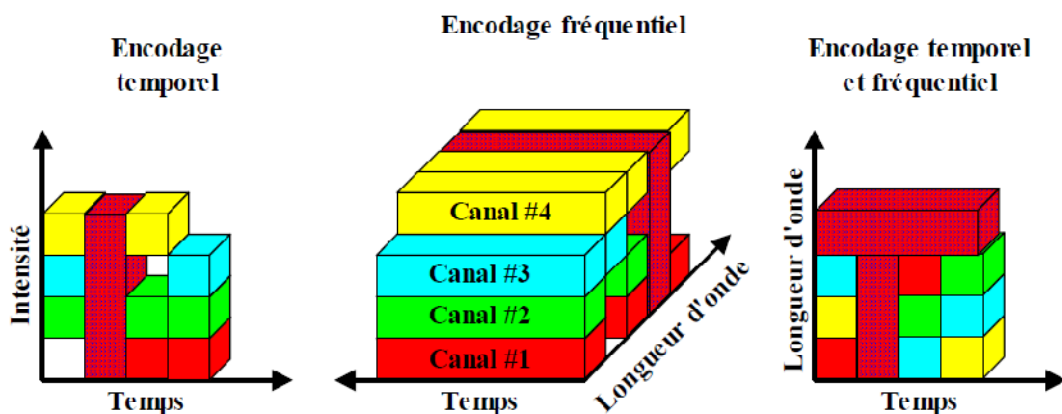 Encodage
temporel
Intensité
Temps
Encodage fréquentiel
Canal #4
Canal #3
Canal #2
Canal #1
Temps
Longueur d'onde
Encodage temporel
et fréquentiel
Longueur d'onde
Temps